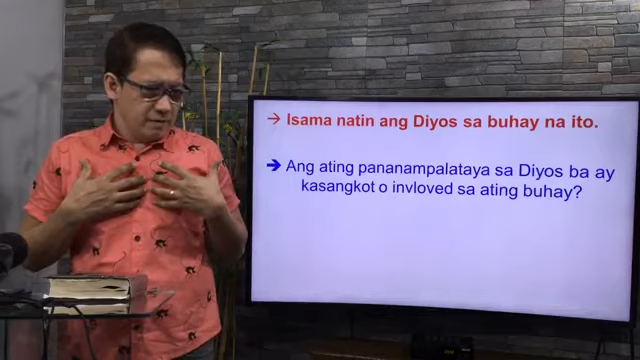 → Isama natin ang Diyos sa buhay na ito.
➔ Ang ating pananampalataya sa Diyos ba ay
kasangkot o invloved sa ating buhay?